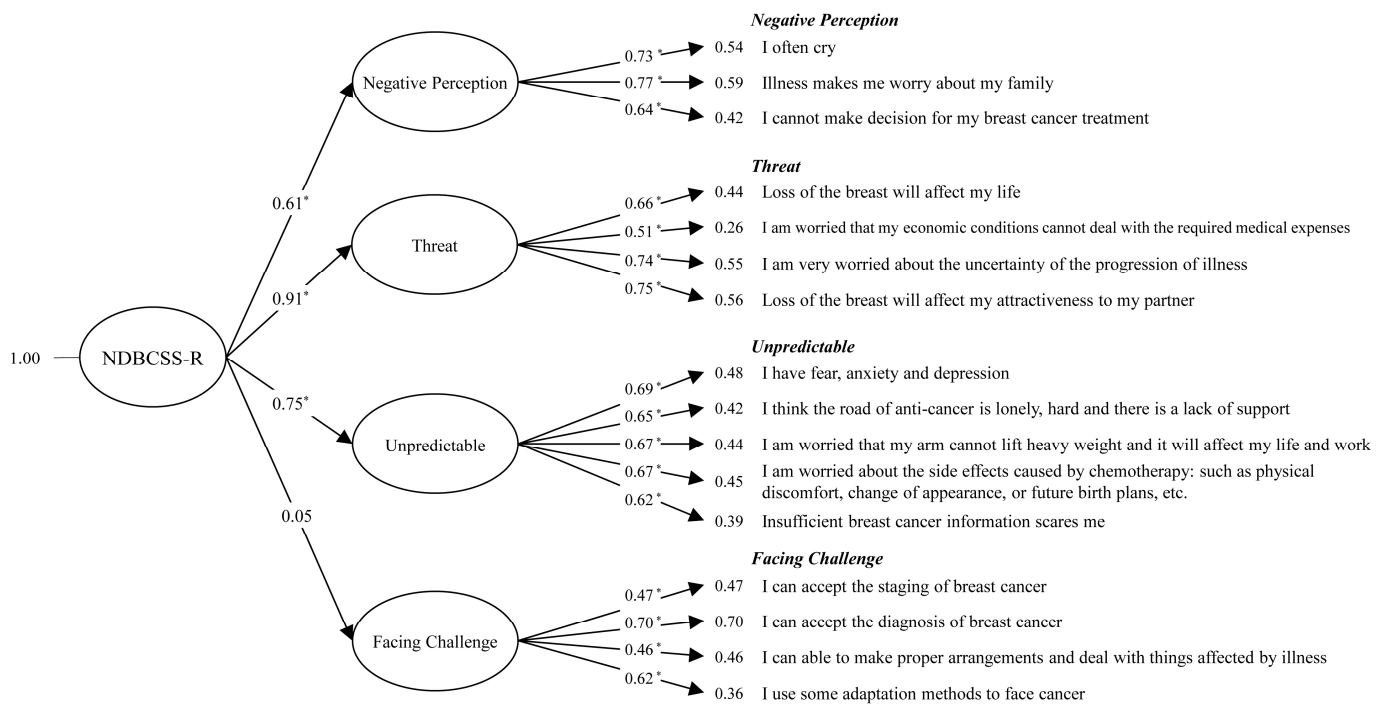 Negative Perception
0.73* 0.54 I often cry
0.77* 0.59 Illness makes me worry about my family
0.64* 0.42 I cannot make decision for my breast cancer treatment
Negative Perception
0.61*
Threat
0.66* 0.44 Loss of the breast will affect my life
0.51* 0.26 I am worried that my economic conditions cannot deal with the required medical expenses
0.74* 0.55 I am very worried about the uncertainty of the progression of illness
0.75* 0.56 Loss of the breast will affect my attractiveness to my partner
Threat
0.91*
1.00 NDBCSS-R
Unpredictable
0.69* 0.48 I have fear, anxiety and depression
0.65* 0.42 I think the road of anti-cancer is lonely, hard and there is a lack of support
0.67* 0.44 I am worried that my arm cannot lift heavy weight and it will affect my life and work
0.67* 0.45 I am worried about the side effects caused by chemotherapy: such as physical
discomfort, change of appearance, or future birth plans, etc.
0.62* 0.39 Insufficient breast cancer information scares me
Unpredictable
0.75*
Facing Challenge
0.47* 0.47 I can accept the staging of breast cancer
0.70* 0.70 I can accept the diagnosis of breast cancer
0.46* 0.46 I can able to make proper arrangements and deal with things affected by illness
0.62* 0.36 I use some adaptation methods to face cancer
Facing Challenge
0.05